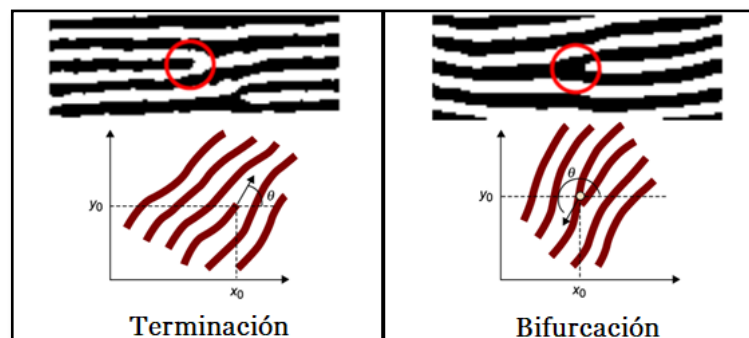 θ
y₀
x₀
Terminación
θ
y₀
x₀
Bifurcación